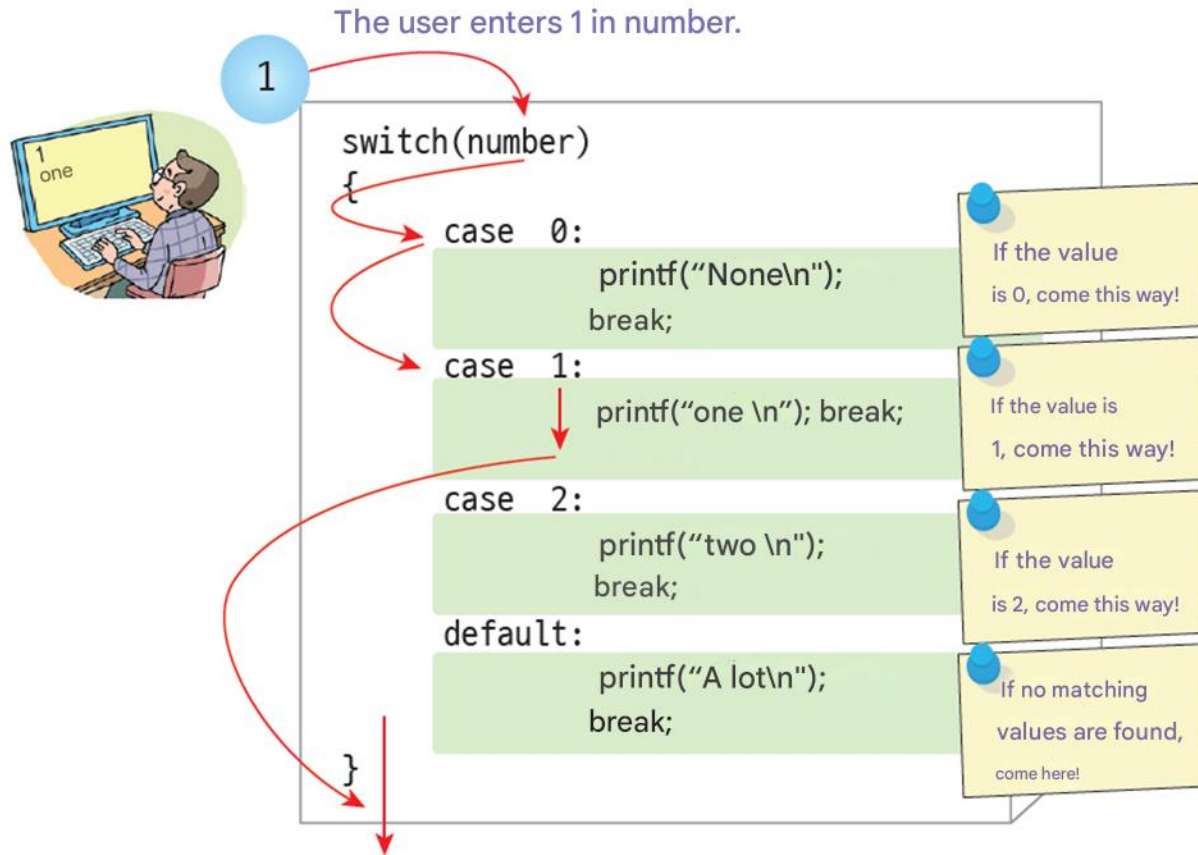 The user enters 1 in number.
1
1
one
switch(number)
{
case 0:
printf(“None\n");
break;
If the value
is 0, come this way!
case 1:
printf(“one \n”); break;
If the value is
1, come this way!
case 2:
printf(“two \n");
break;
If the value
is 2, come this way!
default:
printf(“A lot\n");
break;
If no matching
values are found,
come here!
}